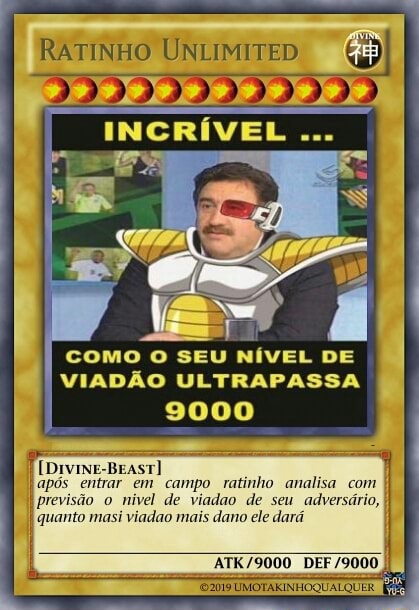 RATINHO UNLIMITED
DIVINE
神
INCRÍVEL ...
COMO O SEU NÍVEL DE
VIADÃO ULTRAPASSA
9000
[DIVINE-BEAST]
após entrar em campo ratinho analisa com
previsão o nivel de viadao de seu adversário,
quanto masi viadao mais dano ele dará
ATK/9000 DEF/9000
©2019 UMOTAKINHOQUALQUER